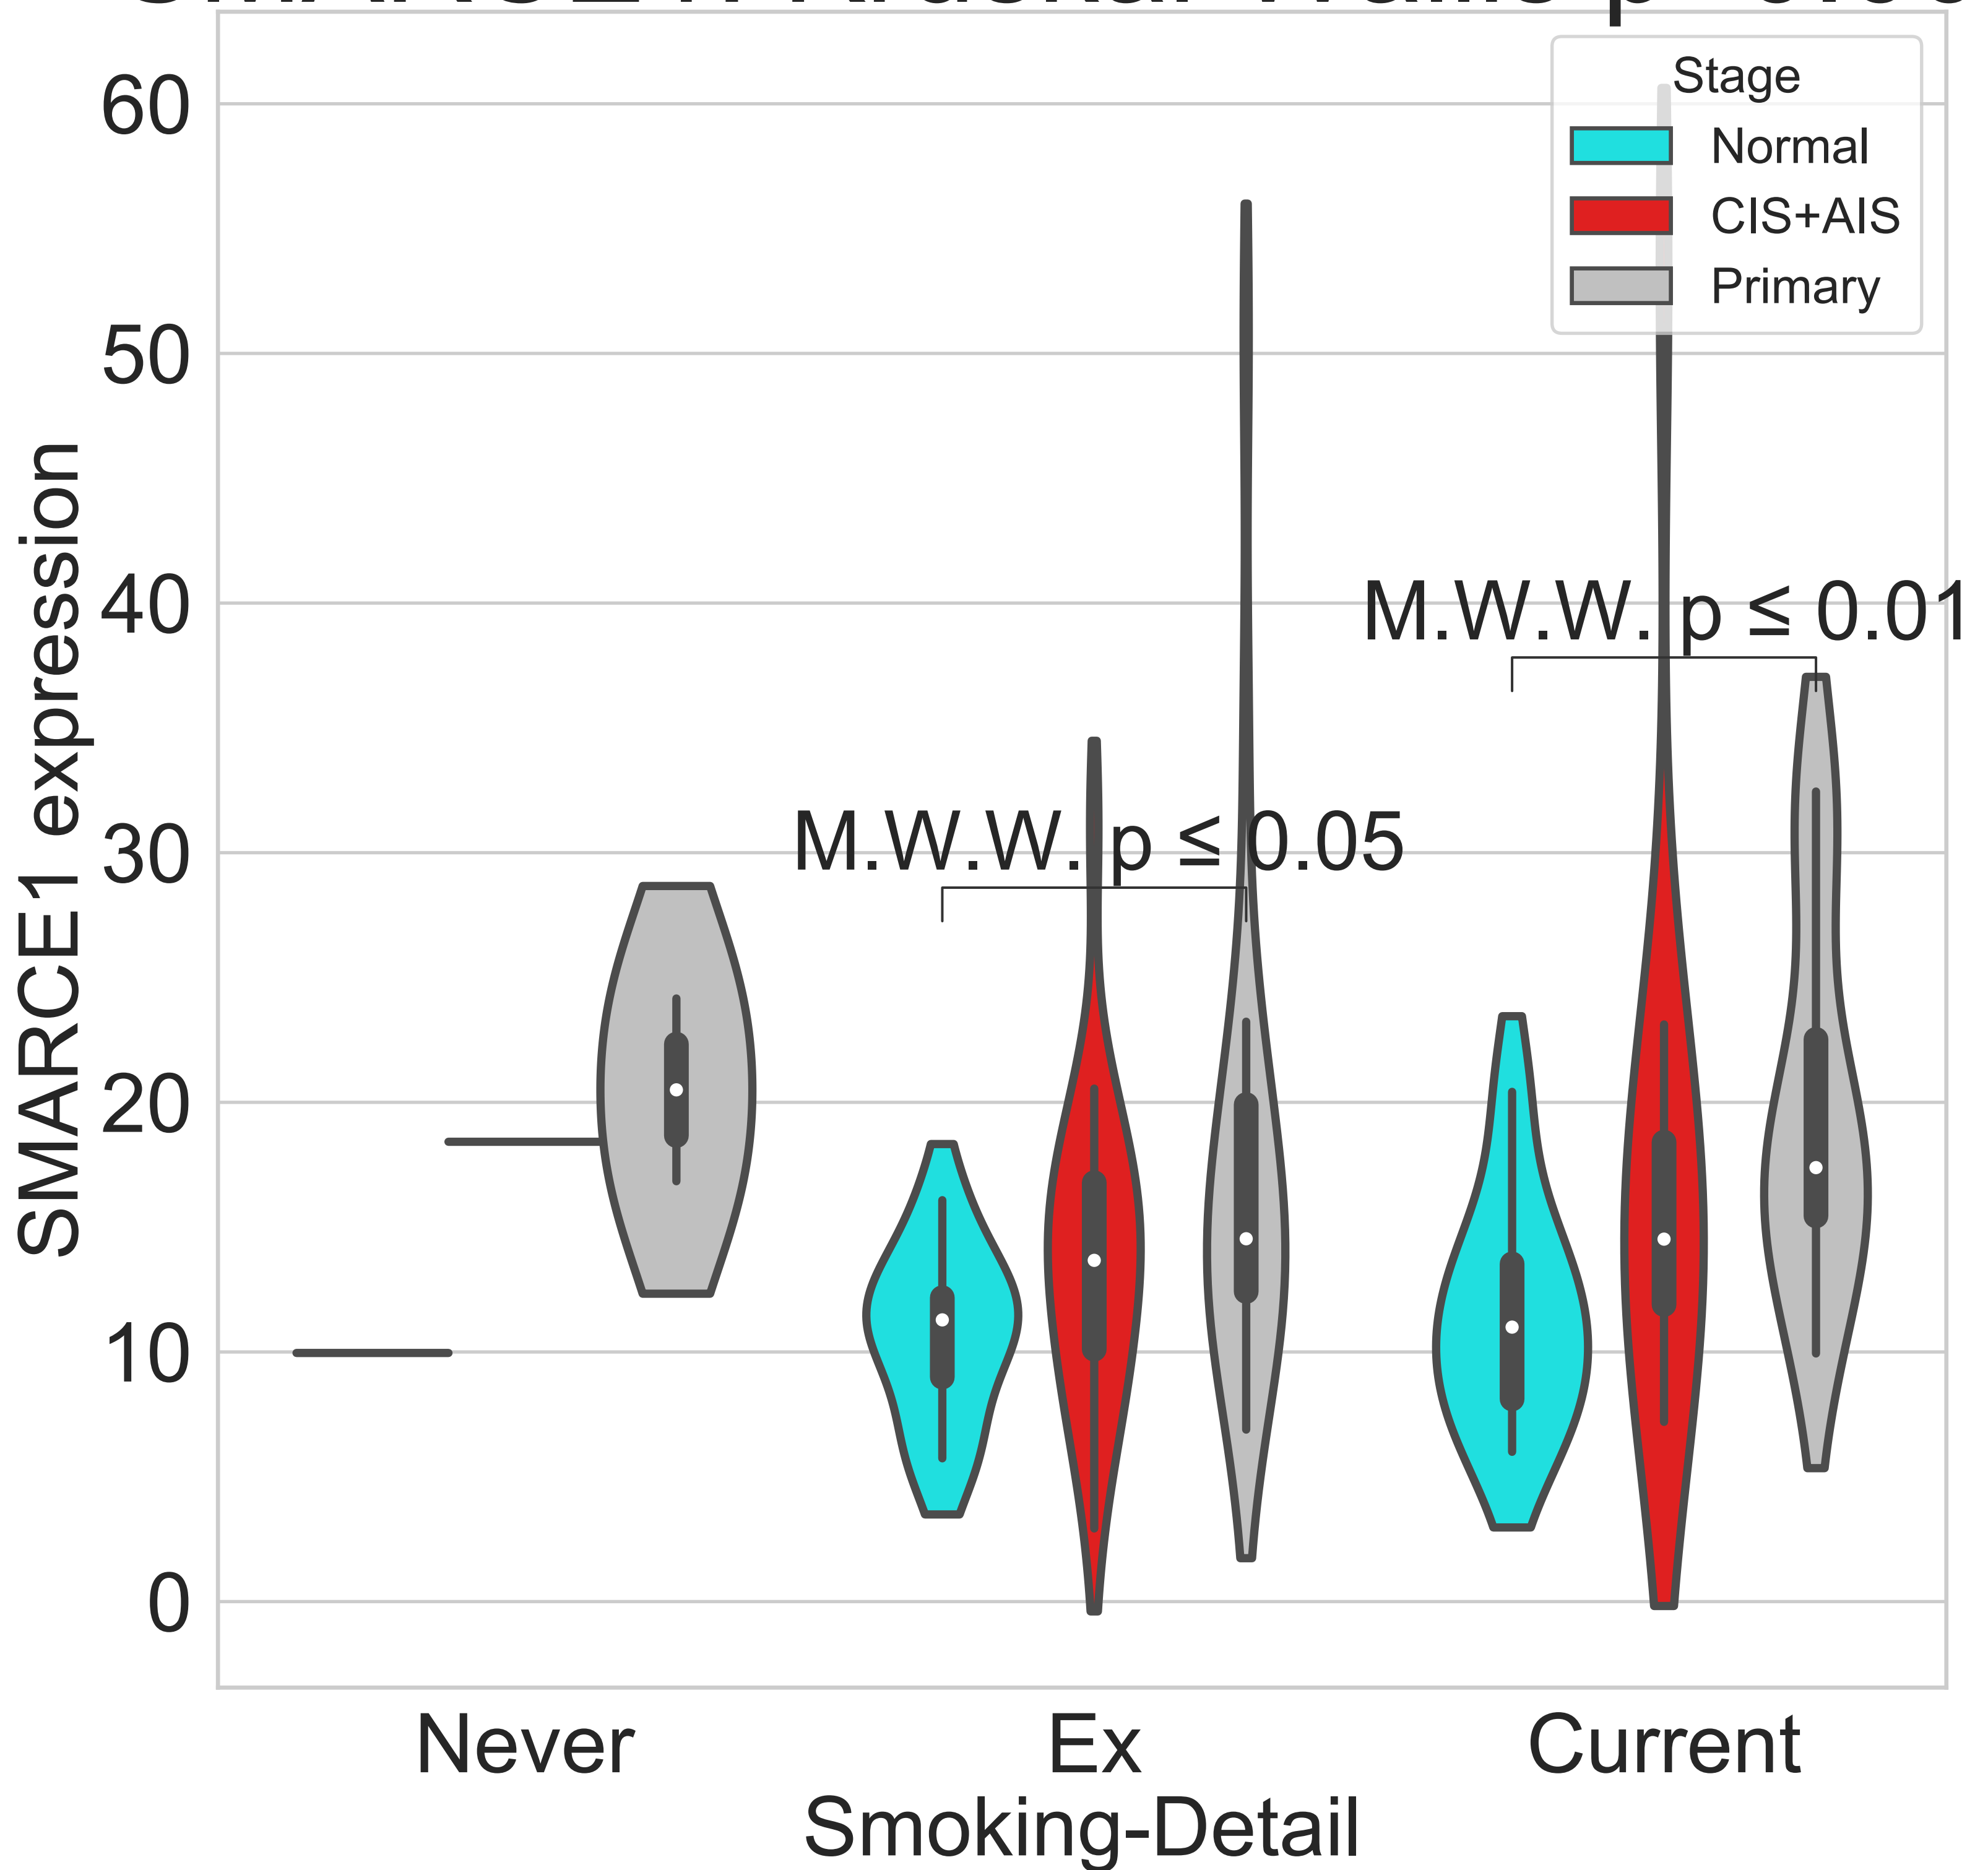 Stage
Normal
CIS+AIS
Primary
60
50
40
30
20
10
0
SMARCE1 expression
M.W.W. p ≤ 0.01
M.W.W. p ≤ 0.05
Never
Ex
Current
Smoking-Detail